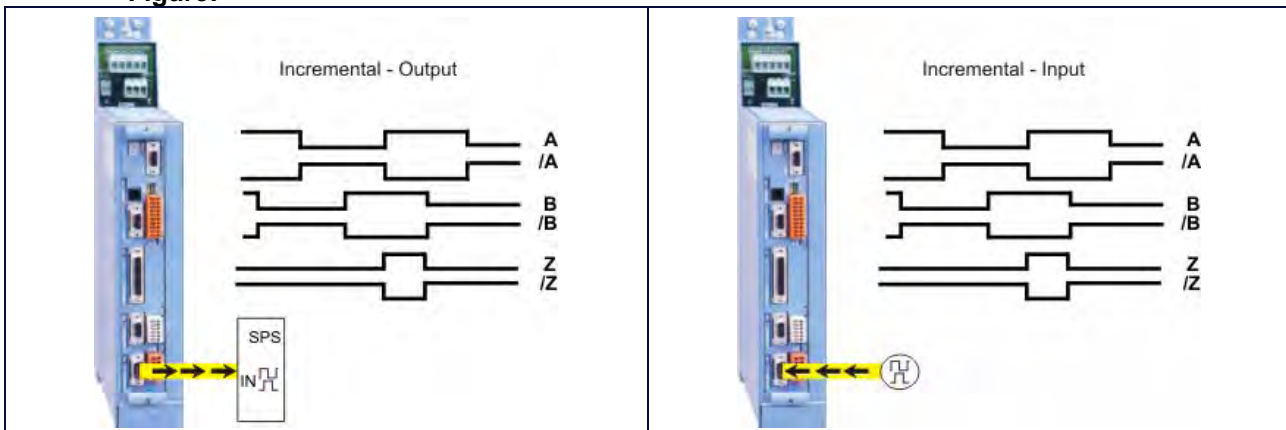 Figure:
Incremental - Output
A
/A
B
/B
Z
/Z
SPS
IN
Incremental - Input
A
/A
B
/B
Z
/Z